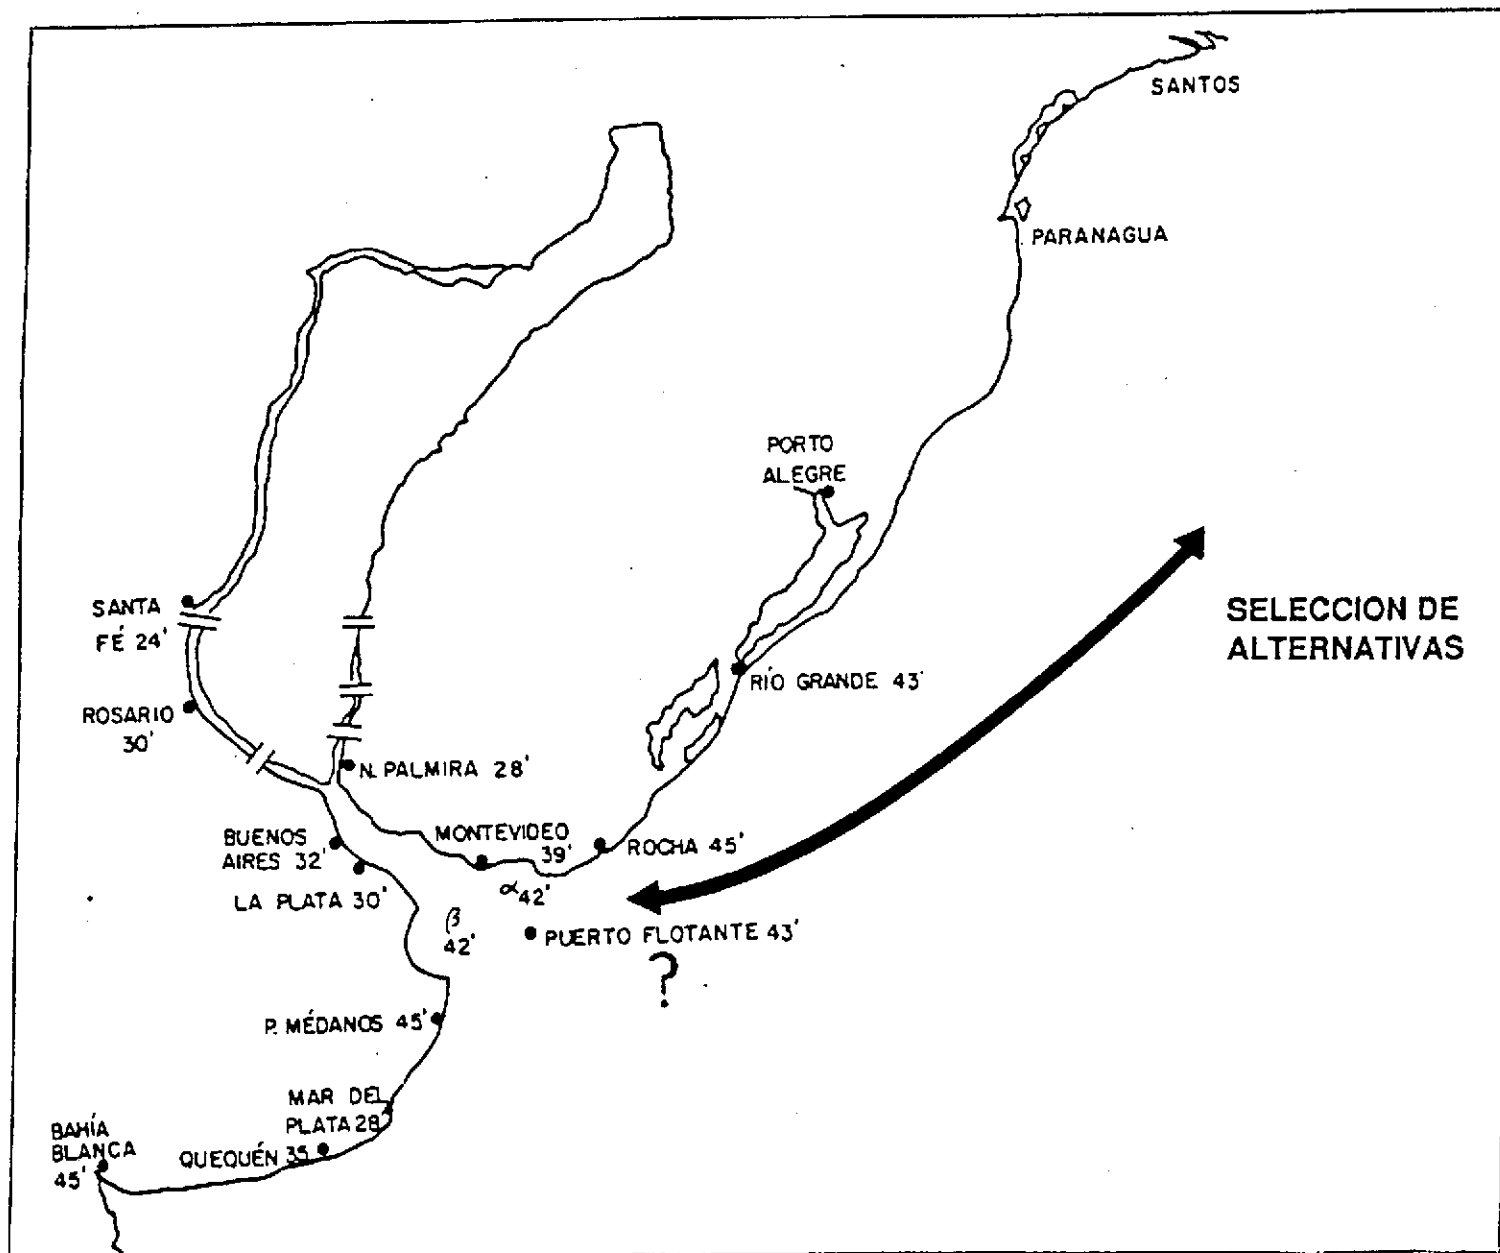 SANTOS
PARANAGUA
PORTO
ALEGRE
SELECCION DE
ALTERNATIVAS
SANTA
FÉ 24'
RÍO GRANDE 43'
ROSARIO
30'
N. PALMIRA 28'
BUENOS
AIRES 32'
MONTEVIDEO
39'
ROCHA 45'
LA PLATA 30'
α 42'
β
42'
PUERTO FLOTANTE 43'
?
P. MÉDANOS 45'
MAR DEL
PLATA 28
BAHÍA
BLANCA
45'
QUEQUÉN 35